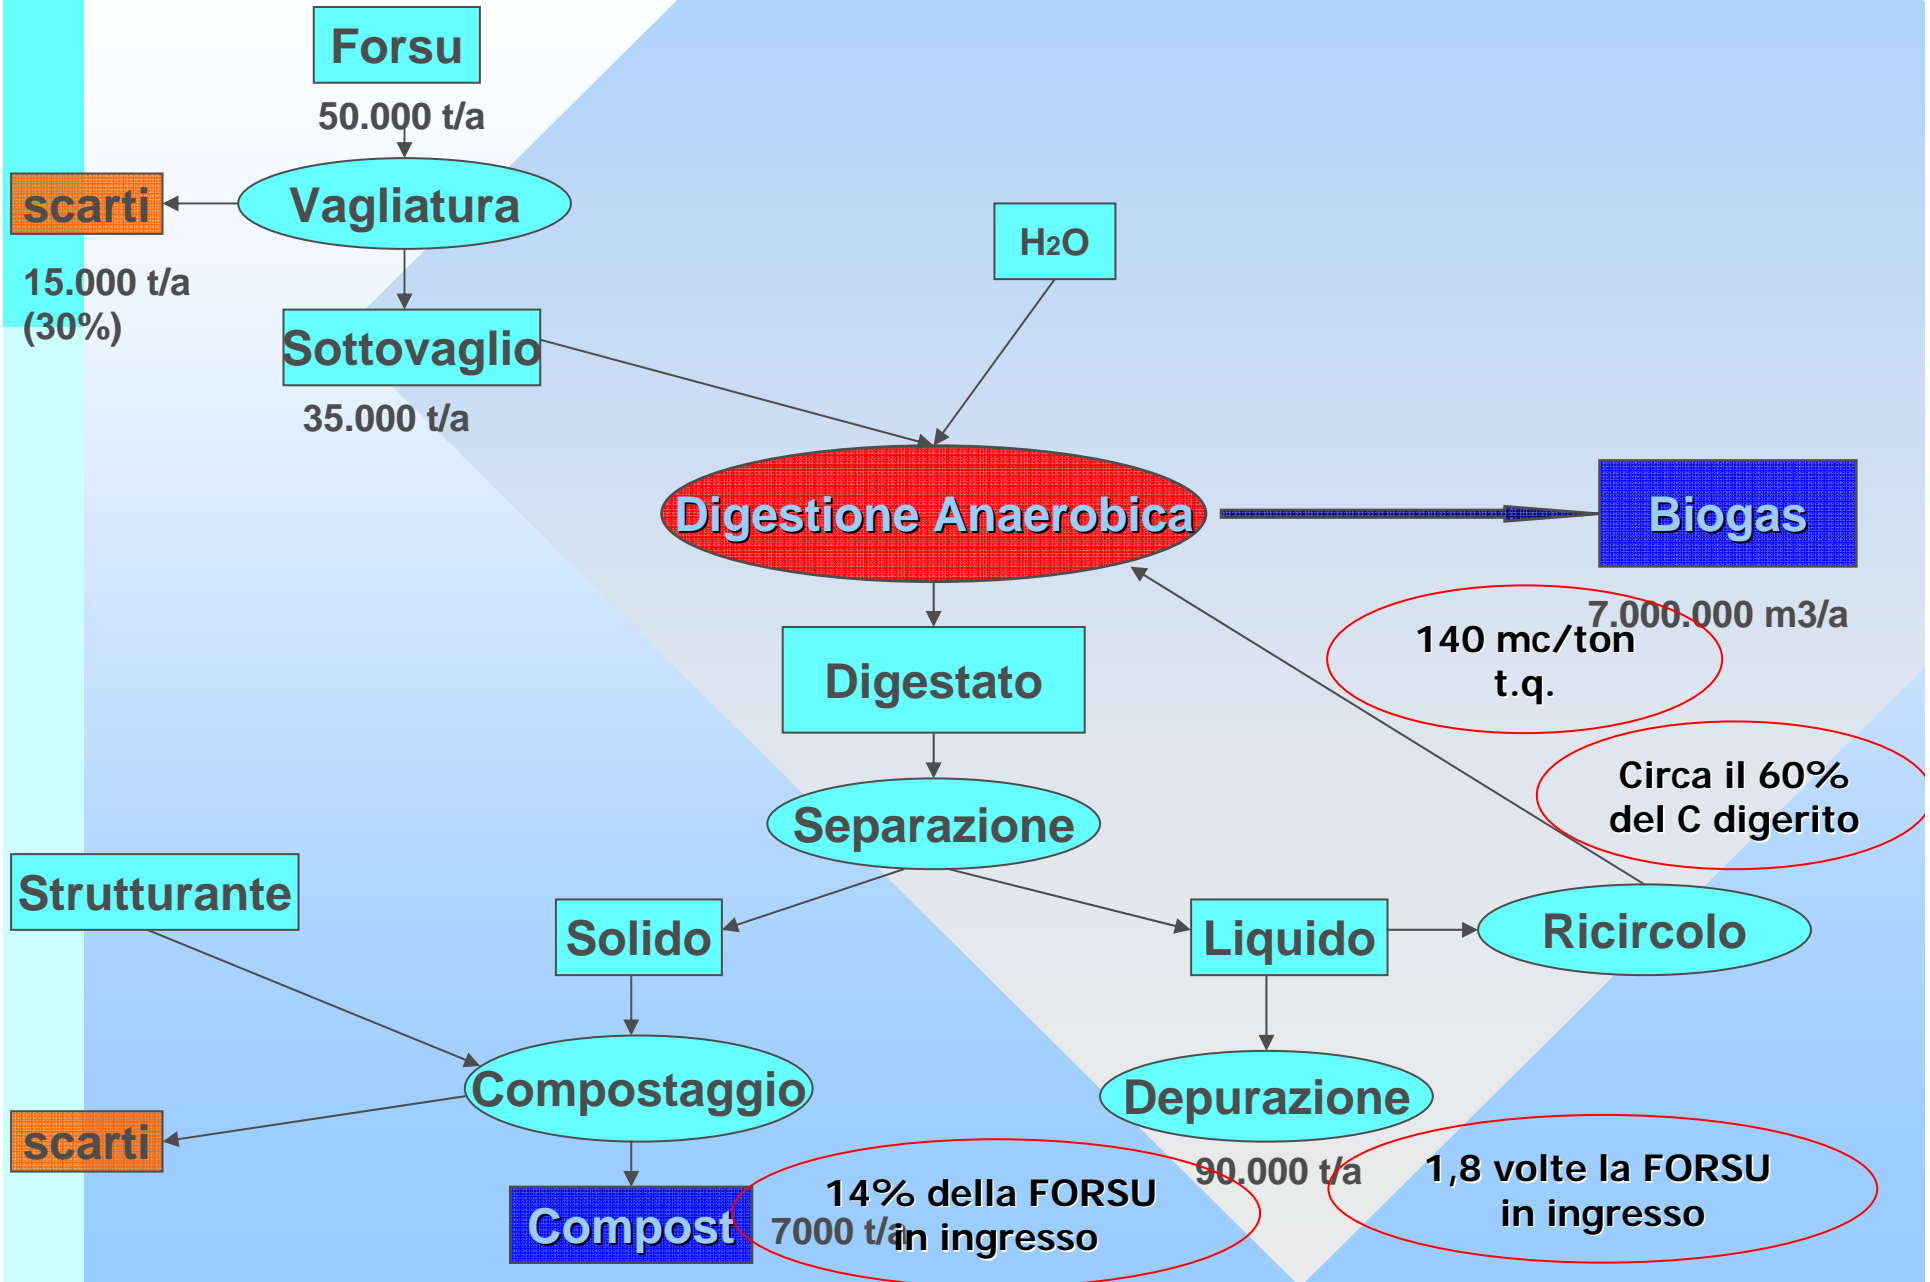 Forsu
50.000 t/a
scarti
Vagliatura
15.000 t/a
(30%)
H2O
Sottovaglio
35.000 t/a
Digestione Anaerobica
Biogas
7.000.000 m3/a
140 mc/ton
t.q.
Digestato
Circa il 60%
del C digerito
Separazione
Strutturante
Solido
Liquido
Ricircolo
Compostaggio
Depurazione
scarti
90.000 t/a
1,8 volte la FORSU
in ingresso
Compost
7000 t/a
14% della FORSU
in ingresso